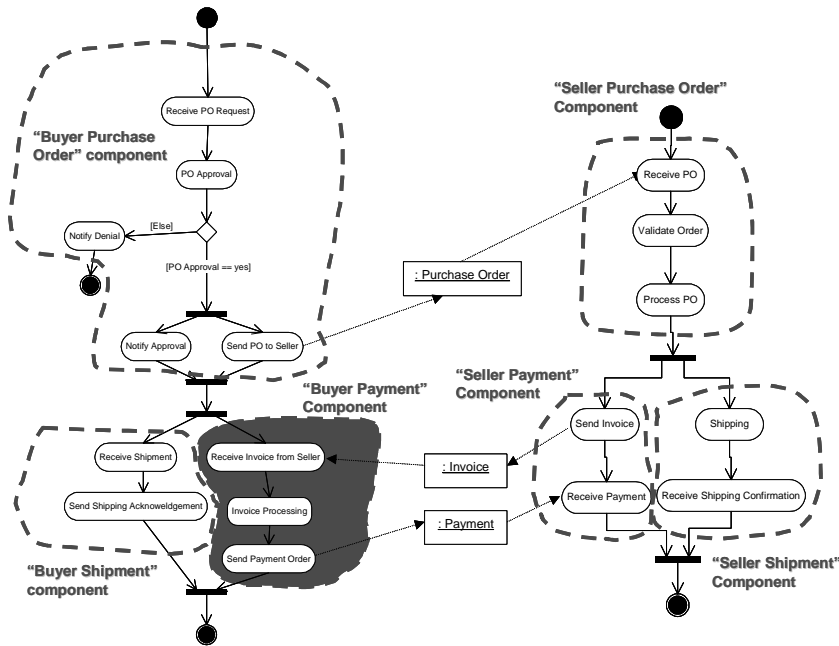 “Seller Purchase Order”
Component
Receive PO Request
“Buyer Purchase
Order” component
PO Approval
Receive PO
[Else]
Notify Denial
Validate Order
[PO Approval == yes]
: Purchase Order
Process PO
Notify Approval
Send PO to Seller
“Buyer Payment”
Component
“Seller Payment”
Component
Send Invoice
Shipping
Receive Shipment
Receive Invoice from Seller
: Invoice
Send Shipping Acknoweldgement
Invoice Processing
Receive Payment
Receive Shipping Confirmation
: Payment
Send Payment Order
“Buyer Shipment”
component
“Seller Shipment”
Component